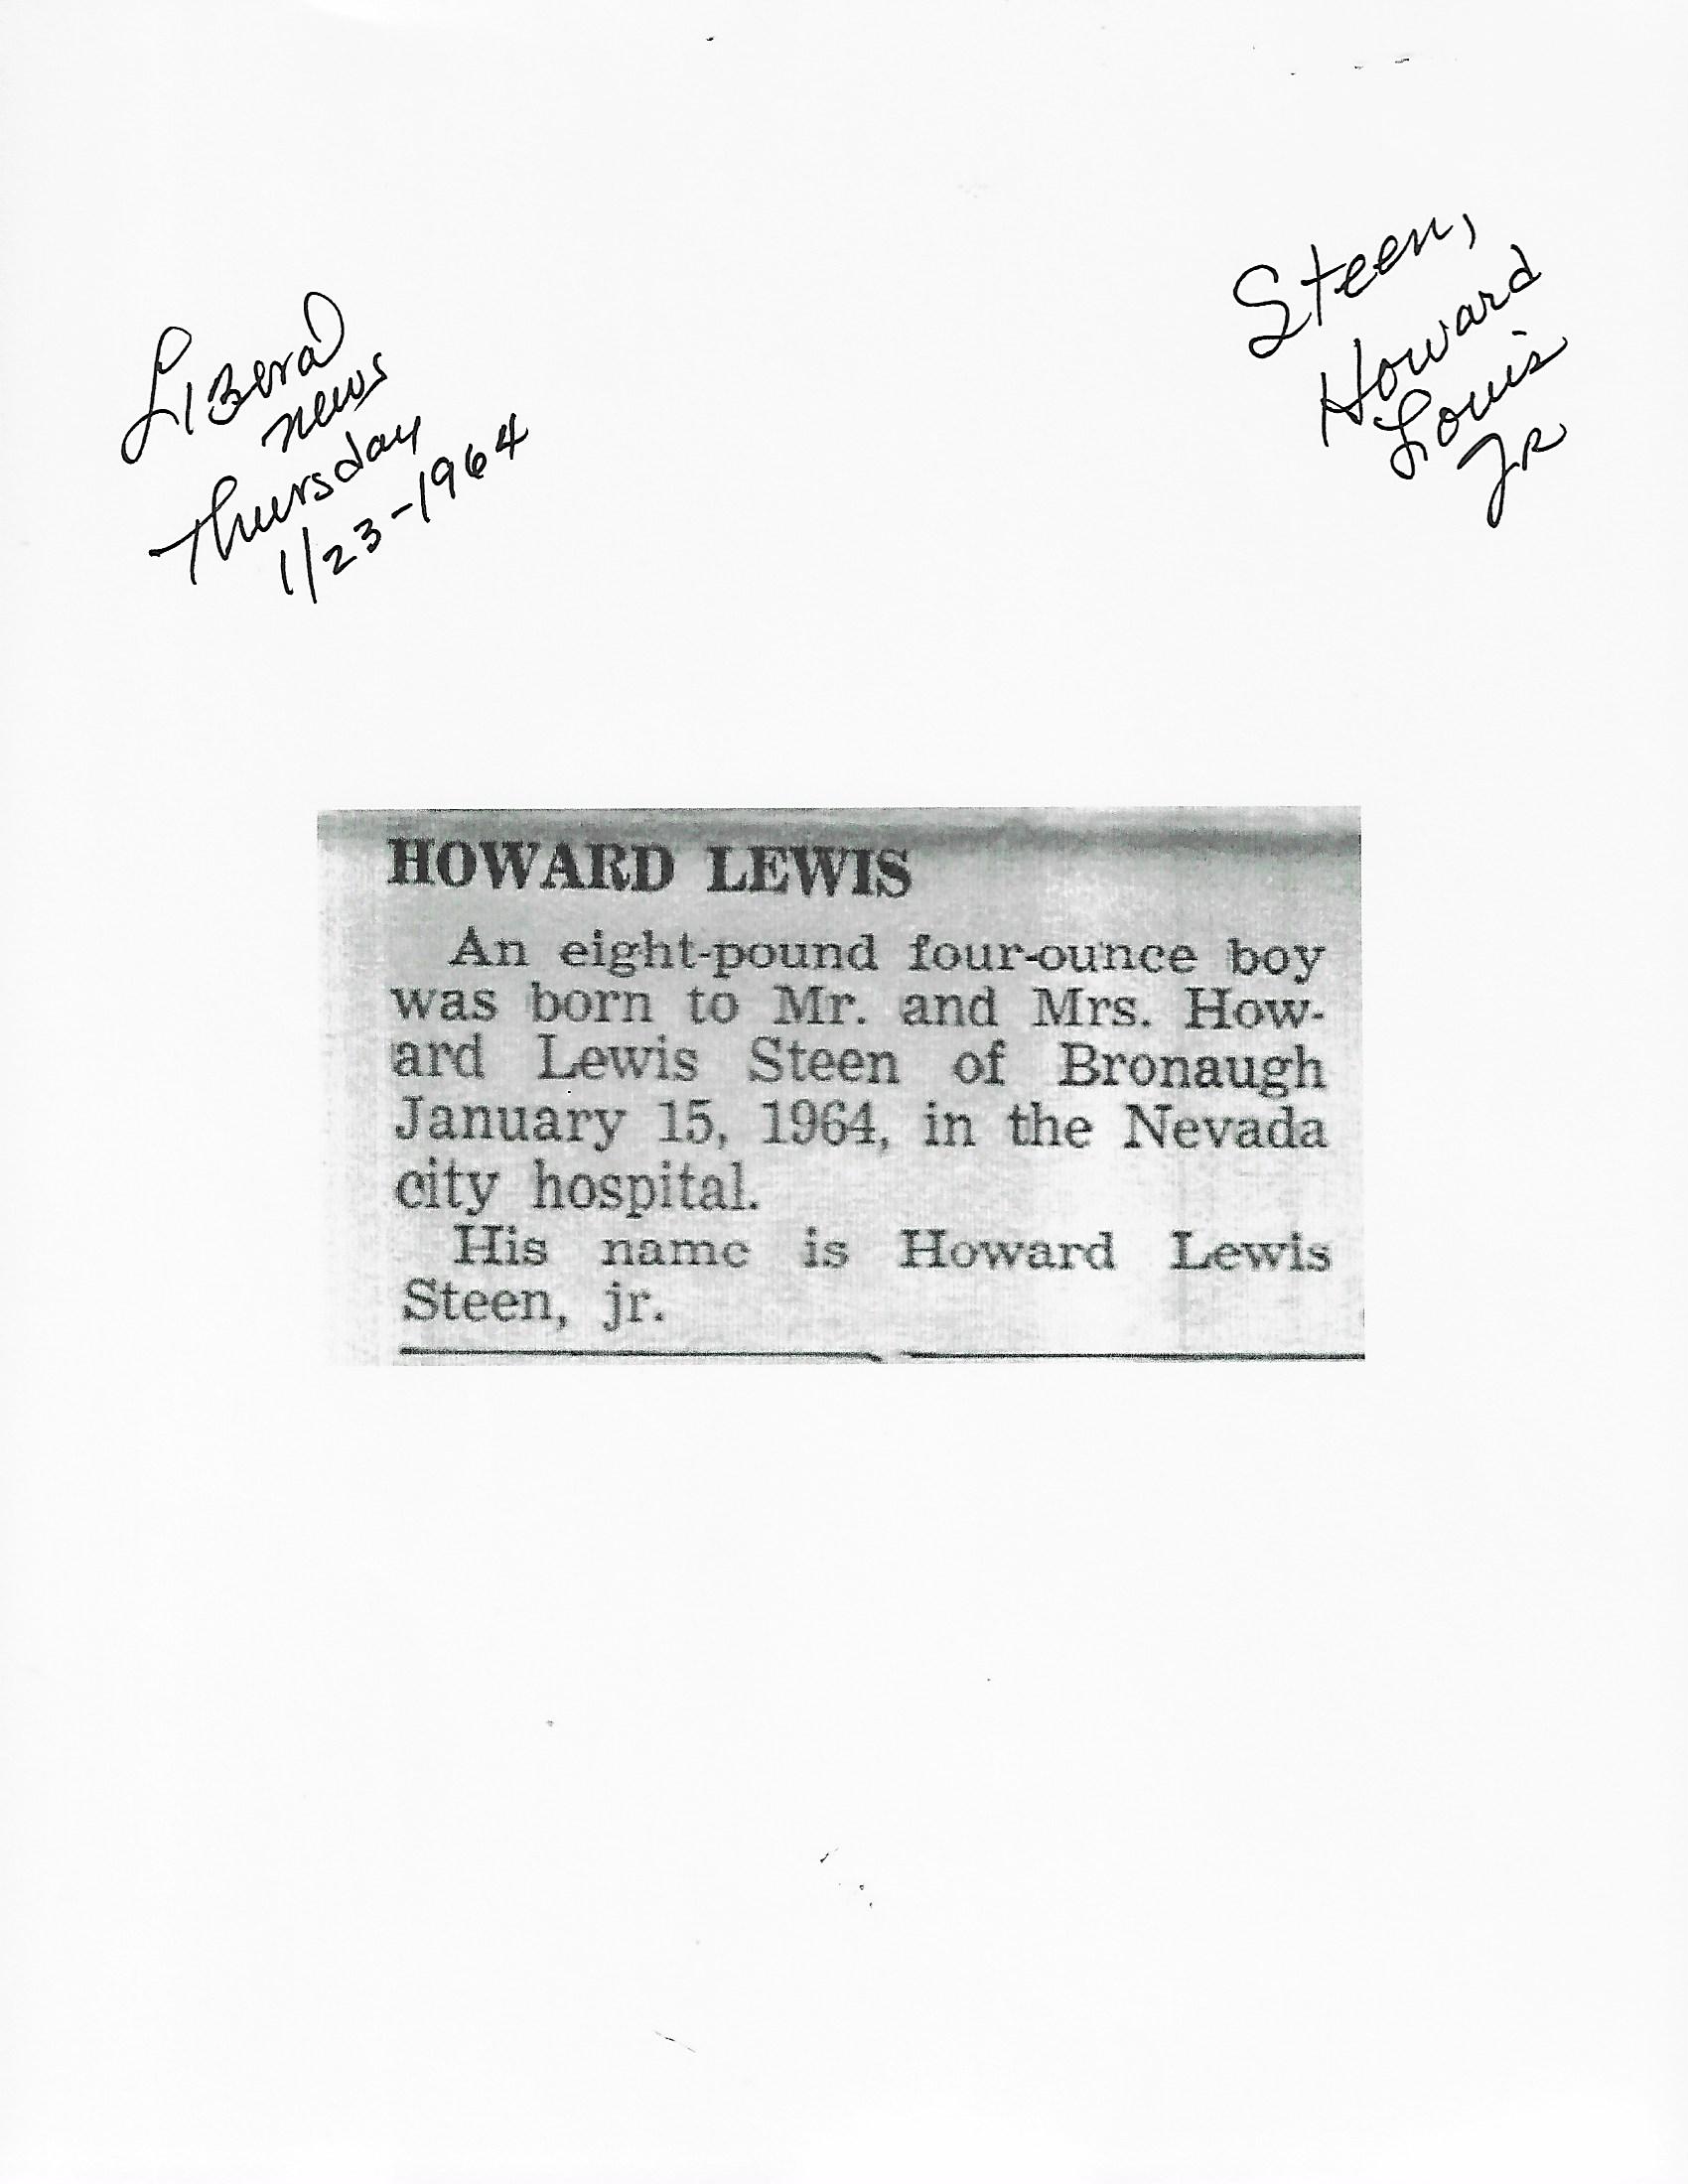 Liberal
news
Thursday
1/23-1964
Steen,
Howard
Louis
Jr
HOWARD LEWIS
An eight-pound four-ounce boy
was born to Mr. and Mrs. How-
ard Lewis Steen of Bronaugh
January 15, 1964, in the Nevada
city hospital.
His name is Howard Lewis
Steen, jr.